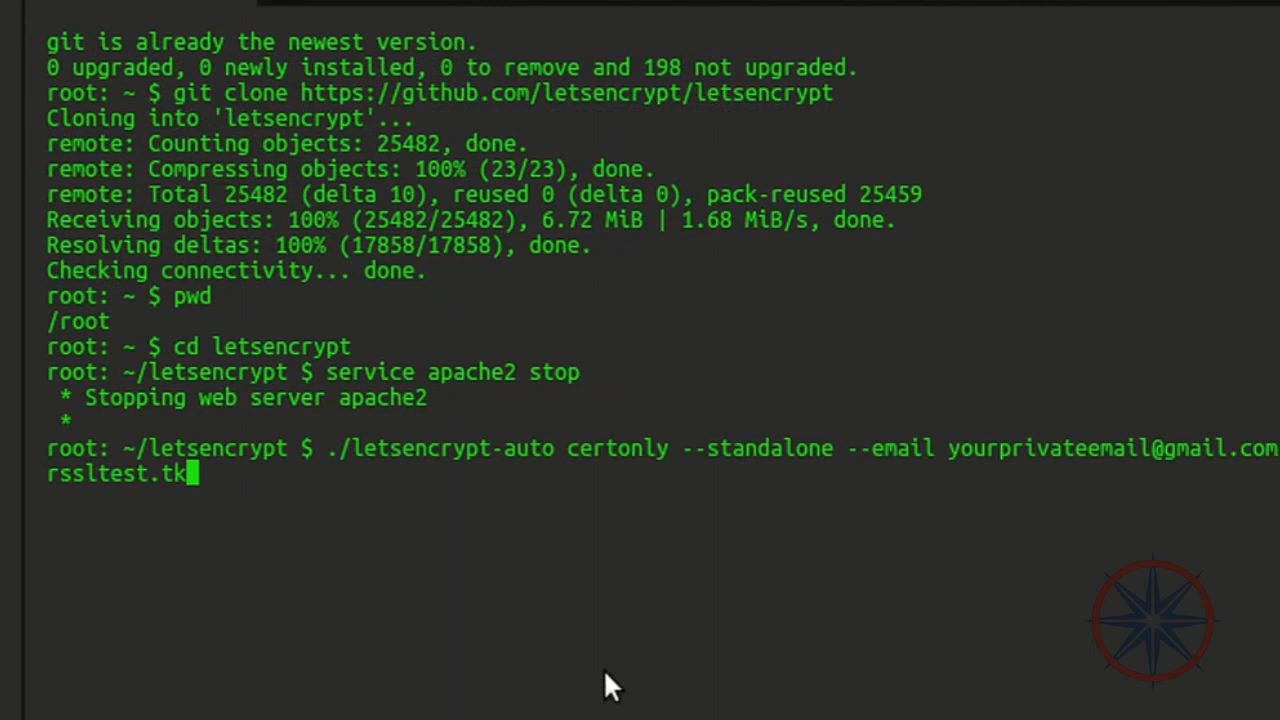 git is already the newest version.
0 upgraded, 0 newly installed, 0 to remove and 198 not upgraded.
root: ~ $ git clone https://github.com/letsencrypt/letsencrypt
Cloning into 'letsencrypt'...
remote: Counting objects: 25482, done.
remote: Compressing objects: 100% (23/23), done.
remote: Total 25482 (delta 10), reused 0 (delta 0), pack-reused 25459
Receiving objects: 100% (25482/25482), 6.72 MiB | 1.68 MiB/s, done.
Resolving deltas: 100% (17858/17858), done.
Checking connectivity... done.
root: ~ $ pwd
/root
root: ~ $ cd letsencrypt
root: ~/letsencrypt $ service apache2 stop
 * Stopping web server apache2
 *
root: ~/letsencrypt $ ./letsencrypt-auto certonly --standalone --email yourprivateemail@gmail.com
rssltest.tk